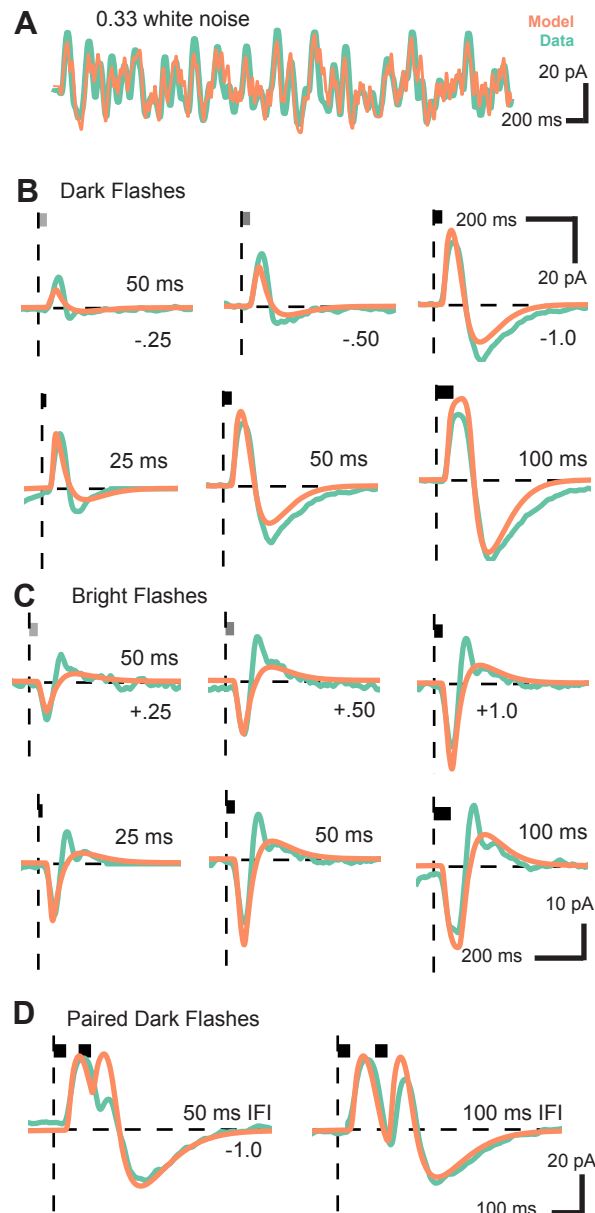 A
0.33 white noise
Model
Data
20 pA
200 ms
B
Dark Flashes
50 ms
-.25
-.50
200 ms
20 pA
-1.0
25 ms
50 ms
100 ms
C
Bright Flashes
50 ms
+.25
+.50
+1.0
25 ms
50 ms
100 ms
10 pA
200 ms
D
Paired Dark Flashes
50 ms IFI
-1.0
100 ms IFI
20 pA
100 ms